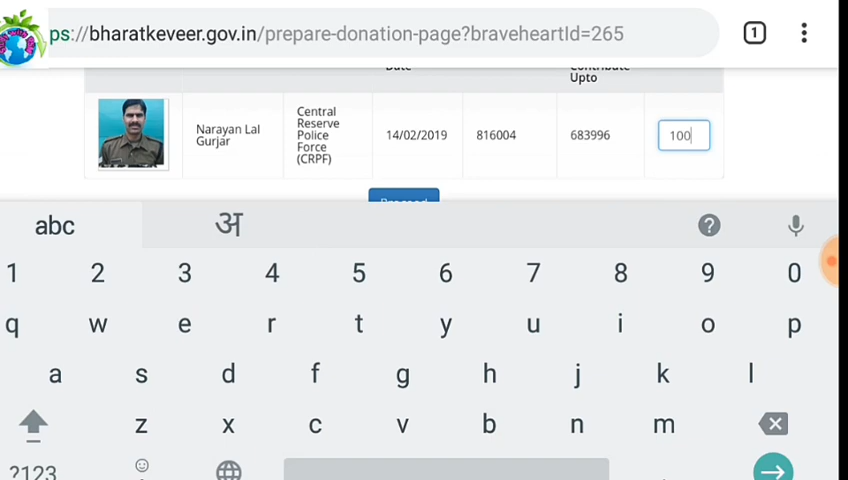 ps://bharatkeveer.gov.in/prepare-donation-page?braveheartId=265
1
Date
Contribute
Upto
Narayan Lal
Gurjar
Central
Reserve
Police
Force
(CRPF)
14/02/2019
816004
683996
100
Proceed
abc
अ
?
1 2 3 4 5 6 7 8 9 0
q w e r t y u i o p
a s d f g h j k l
z x c v b n m
?123